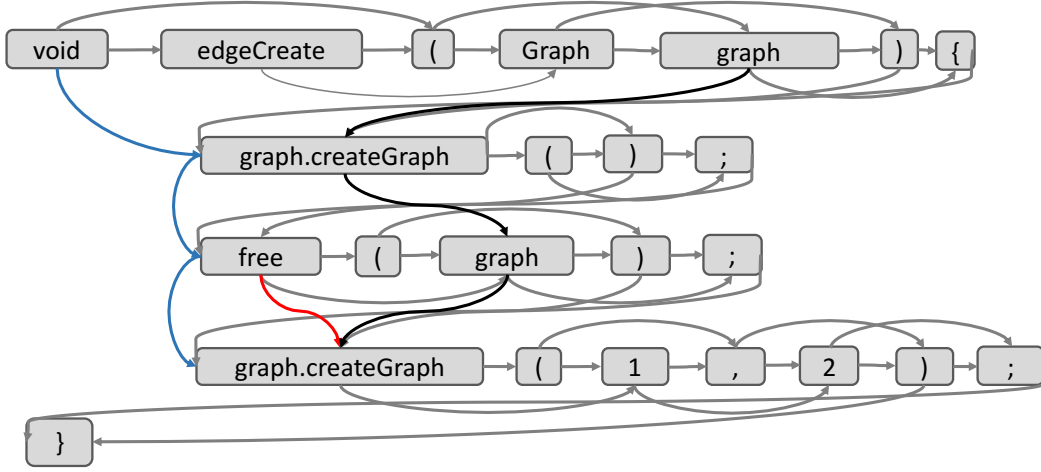 void edgeCreate ( Graph graph ) {
graph.createGraph ( ) ;
free ( graph ) ;
graph.createGraph ( 1 , 2 ) ;
}